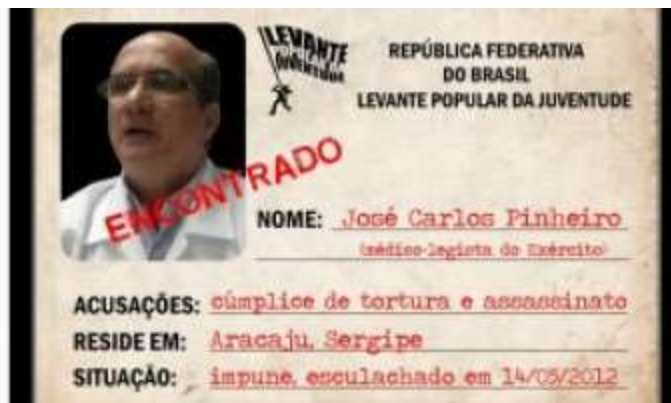 LEVANTE
REPÚBLICA FEDERATIVA
DO BRASIL
LEVANTE POPULAR DA JUVENTUDE
ENCONTRADO
NOME: José Carlos Pinheiro
(médico-legista do Exército)
ACUSAÇÕES: cúmplice de tortura e assassinato
RESIDE EM: Aracaju, Sergipe
SITUAÇÃO: impune, esculachado em 14/05/2012